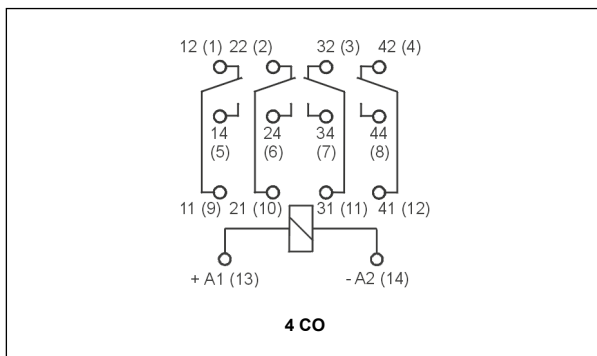 12 (1) 22 (2) 32 (3) 42 (4)
14 24 34 44
(5) (6) (7) (8)
11 (9) 21 (10) 31 (11) 41 (12)
+ A1 (13) - A2 (14)
4 CO